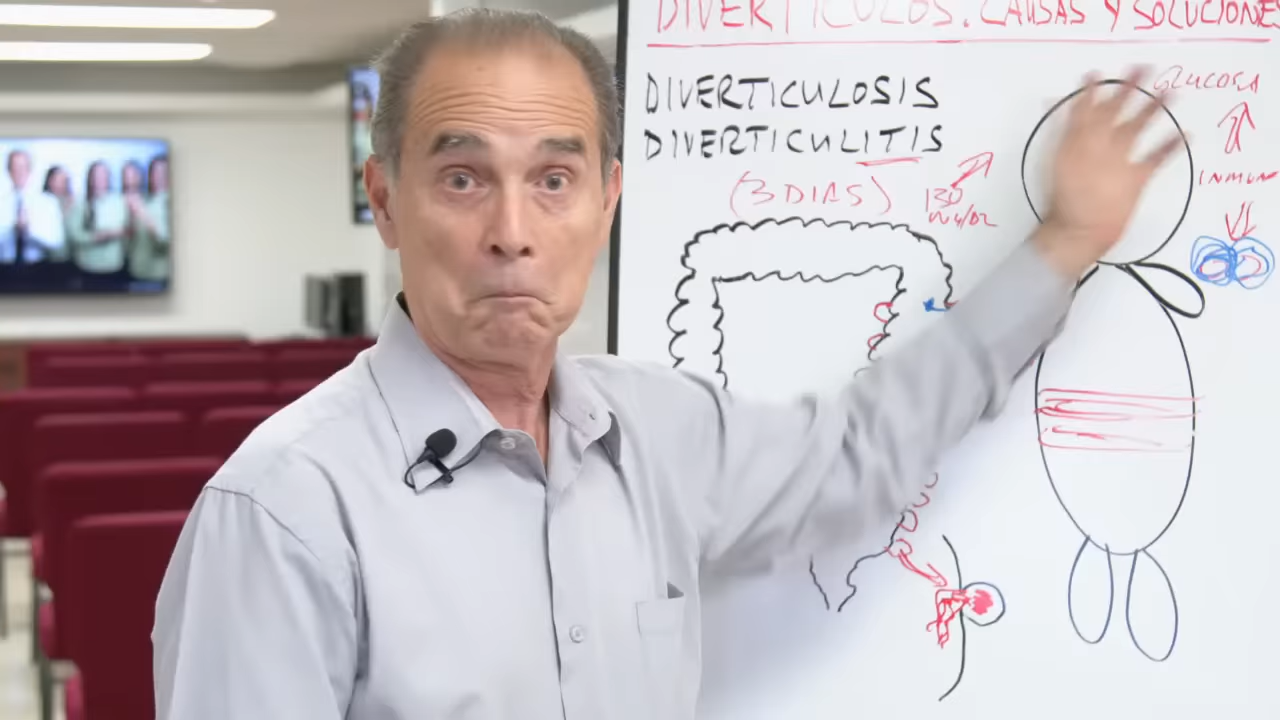 DIVERTICULOS. CAUSAS Y SOLUCIONES
DIVERTICULOSIS
DIVERTICULITIS
(3 DIAS)
130
mg/dL
GLUCOSA
INMUN